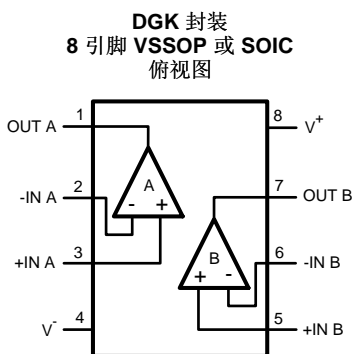 DGK 封装
8 引脚 VSSOP 或 SOIC
俯视图
OUT A 1
8 V+
A
-IN A 2
- +
7 OUT B
B
+IN A 3
6 -IN B
+ -
V- 4
5 +IN B